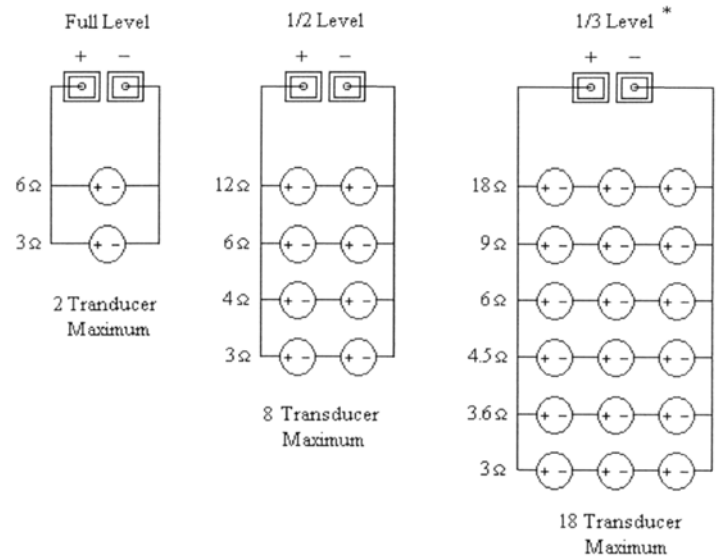 Full Level
+ −
6Ω
+ -
3Ω
+ -
2 Tranducer
Maximum
1/2 Level
+ −
12Ω
+ - + -
6Ω
+ - + -
4Ω
+ - + -
3Ω
+ - + -
8 Transducer
Maximum
1/3 Level *
+ −
18Ω
+ - + - + -
9Ω
+ - + - + -
6Ω
+ - + - + -
4.5Ω
+ - + - + -
3.6Ω
+ - + - + -
3Ω
+ - + - + -
18 Transducer
Maximum